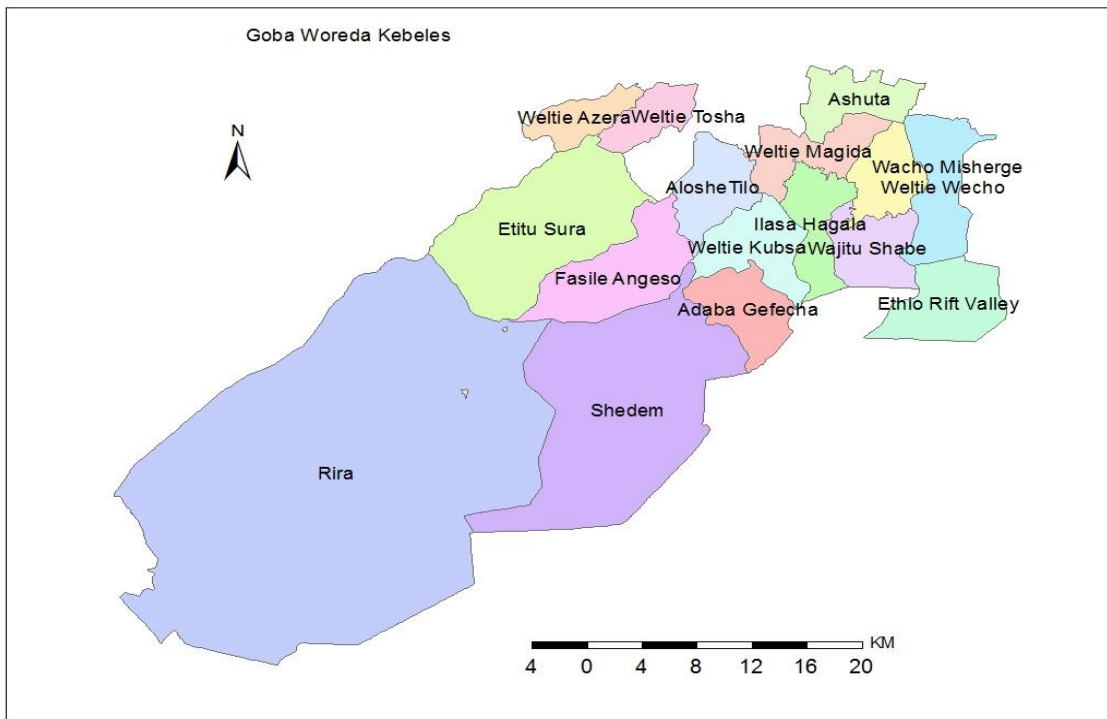 Goba Woreda Kebeles
N
Ashuta
Weltie Azera
Weltie Tosha
Weltie Magida
Wacho Misherge
Aloshe Tilo
Weltie Wecho
Etitu Sura
Ilasa Hagala
Weltie Kubsa
Wajitu Shabe
Fasile Angeso
Adaba Gefecha
Ethio Rift Valley
Shedem
Rira
KM
4 0 4 8 12 16 20